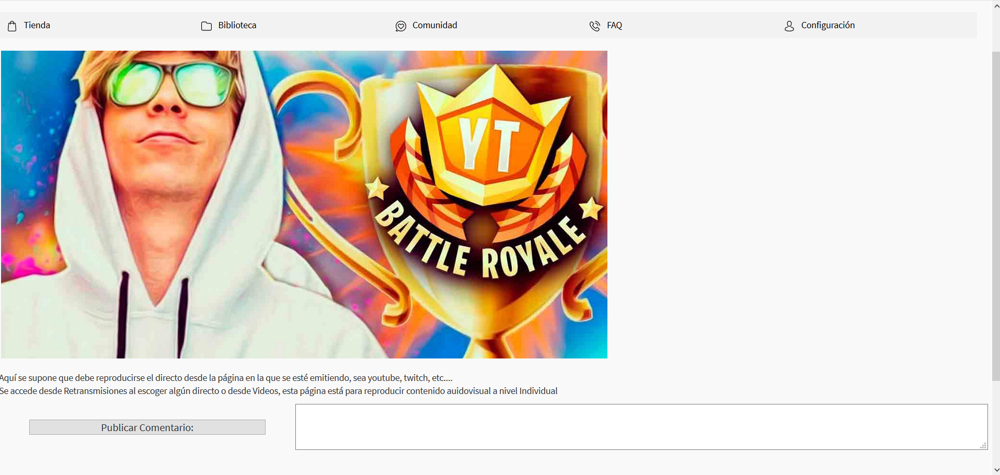 Tienda
Biblioteca
Comunidad
FAQ
Configuración
YT
BATTLE ROYALE
Aquí se supone que debe reproducirse el directo desde la página en la que se esté emitiendo, sea youtube, twitch, etc....
Se accede desde Retransmisiones al escoger algún directo o desde Videos, esta página está para reproducir contenido auidovisual a nivel Individual
Publicar Comentario: